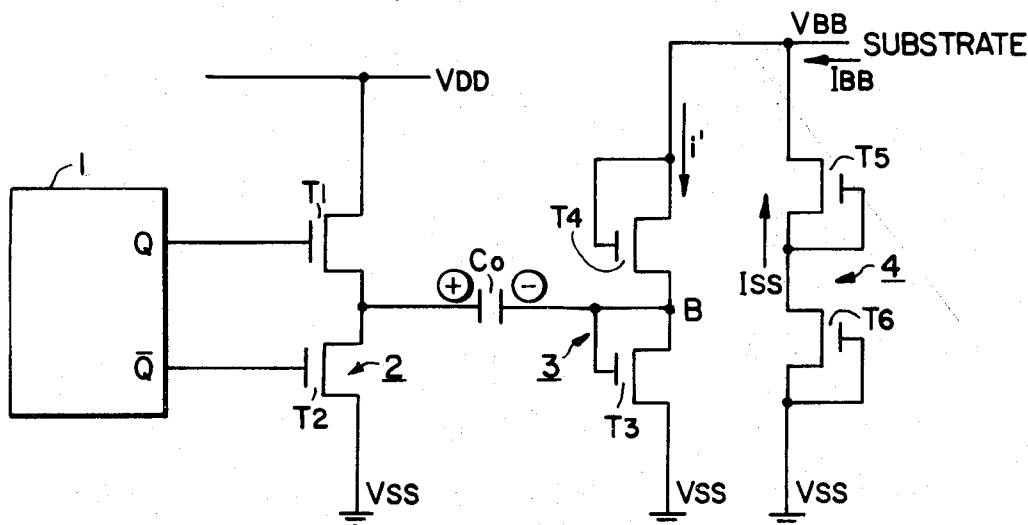 VBB
SUBSTRATE
IBB
VDD
1
i'
T5
T1
Q
T4
Co
+
−
ISS
4
B
T6
Q̅
2
3
T2
T3
VSS
VSS
VSS